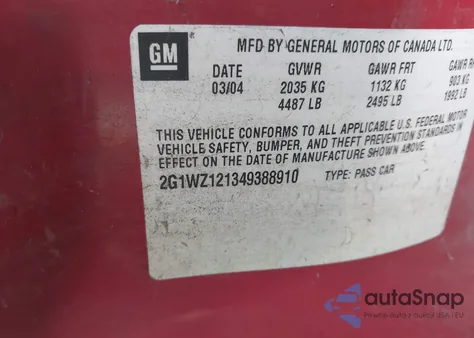 GM
MFD BY GENERAL MOTORS OF CANADA LTD.
DATE GVWR GAWR FRT GAWR RR
03/04 2035 KG 1132 KG 903 KG
4487 LB 2495 LB 1992 LB
THIS VEHICLE CONFORMS TO ALL APPLICABLE U.S. FEDERAL MOTOR
VEHICLE SAFETY, BUMPER, AND THEFT PREVENTION STANDARDS IN
EFFECT ON THE DATE OF MANUFACTURE SHOWN ABOVE.
2G1WZ121349388910 TYPE: PASS CAR
autoSnap